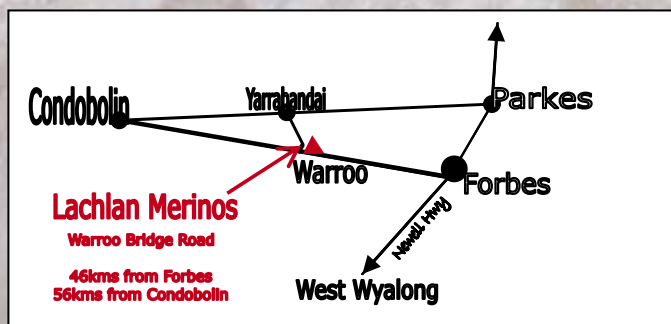 Condobolin
Yarrabandai
Parkes
Warroo
Forbes
Lachlan Merinos
Warroo Bridge Road
46kms from Forbes
56kms from Condobolin
Newell Hwy
West Wyalong